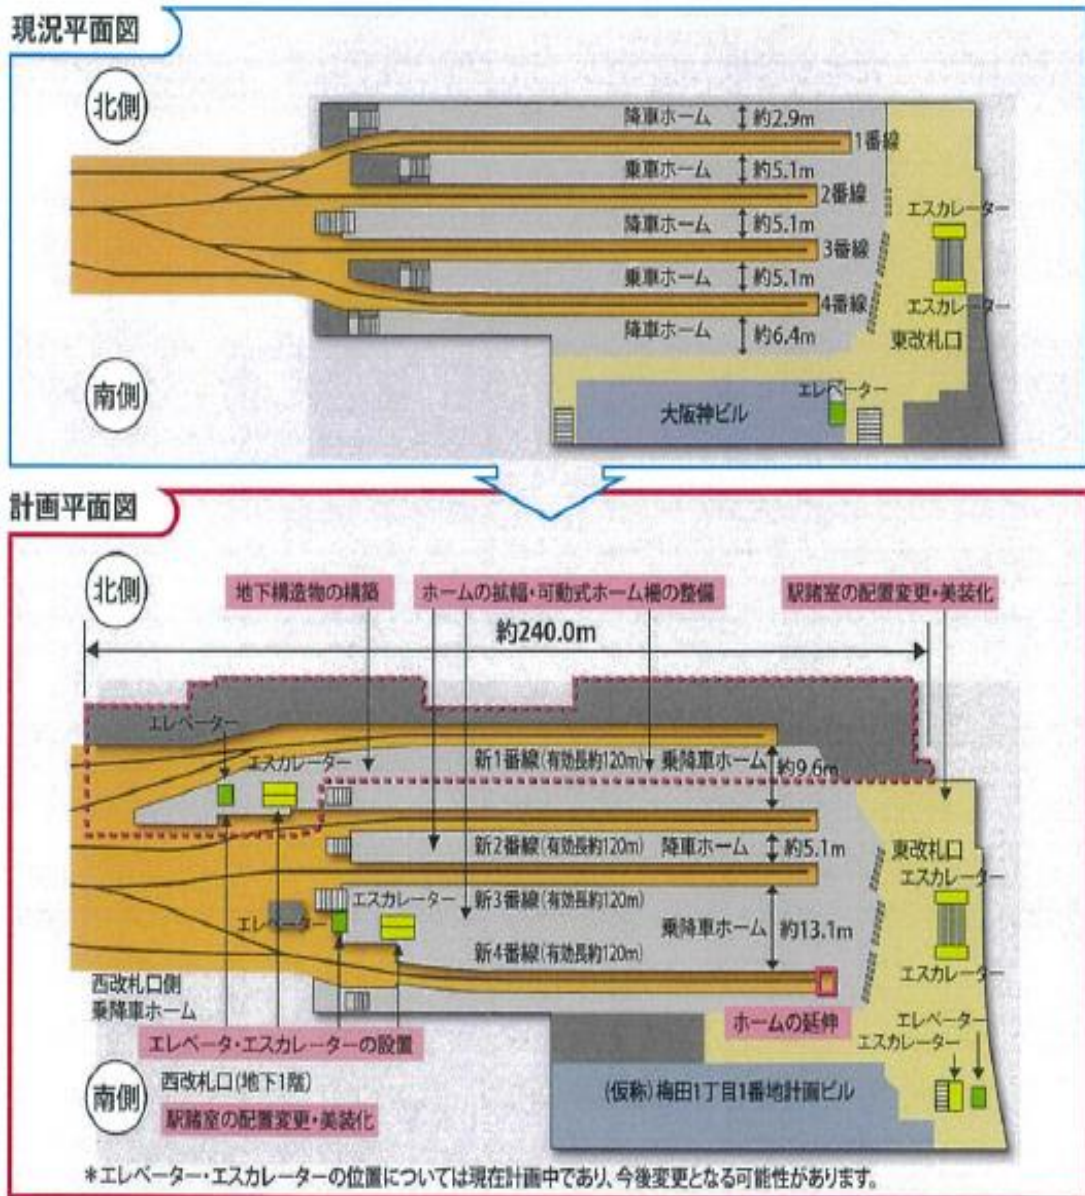 現況平面図
北側
降車ホーム 約2.9m
1番線
乗車ホーム 約5.1m
2番線
エスカレーター
降車ホーム 約5.1m
3番線
乗車ホーム 約5.1m
エスカレーター
4番線
降車ホーム 約6.4m
東改札口
南側
エレベーター
大阪神ビル
計画平面図
北側
地下構造物の構築
ホームの拡幅・可動式ホーム柵の整備
駅諸室の配置変更・美装化
約240.0m
エレベーター
エスカレーター
新1番線(有効長約120m) 乗降車ホーム 約9.6m
新2番線(有効長約120m) 降車ホーム 約5.1m
東改札口
エスカレーター
エスカレーター
新3番線(有効長約120m)
エレベーター
乗降車ホーム 約13.1m
新4番線(有効長約120m)
エスカレーター
西改札口側
乗降車ホーム
ホームの延伸
エレベーター
エスカレーター
エレベータ・エスカレーターの設置
南側
西改札口(地下1階)
駅諸室の配置変更・美装化
(仮称)梅田1丁目1番地計画ビル
*エレベーター・エスカレーターの位置については現在計画中であり、今後変更となる可能性があります。